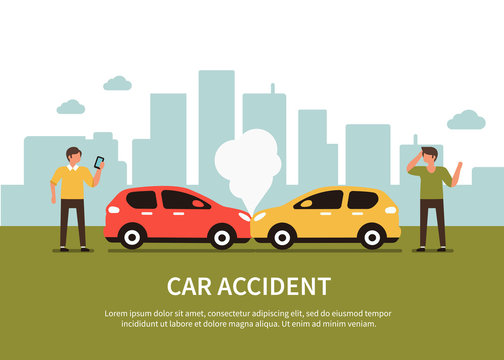 CAR ACCIDENT
Lorem ipsum dolor sit amet, consectetur adipiscing elit, sed do eiusmod tempor incididunt ut labore et
dolore magna aliqua. Ut enim ad minim veniam.